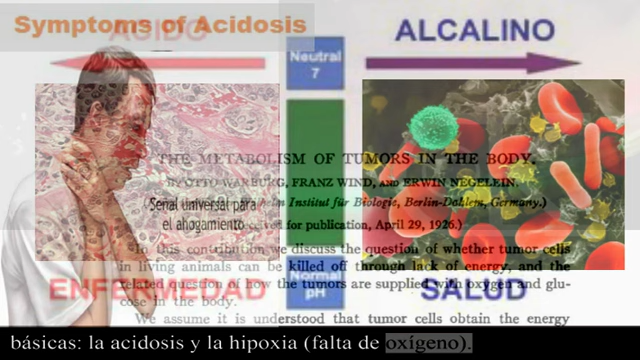 Symptoms of Acidosis
ÁCIDO
ALCALINO
Neutral
7
THE METABOLISM OF TUMORS IN THE BODY.
BY OTTO WARBURG, FRANZ WIND, AND ERWIN NEGELEIN.
Señal universal para
el ahogamiento
Institut für Biologie, Berlin-Dahlem, Germany.)
for publication, April 29, 1926.)
In this contribution we discuss the question of whether tumor cells
in living animals can be killed off through lack of energy, and the
related question of how the tumors are supplied with oxygen and glu-
cose in the body.
We assume it is understood that tumor cells obtain the energy
Normal
pH
ENFERMEDAD
SALUD
básicas: la acidosis y la hipoxia (falta de oxígeno).